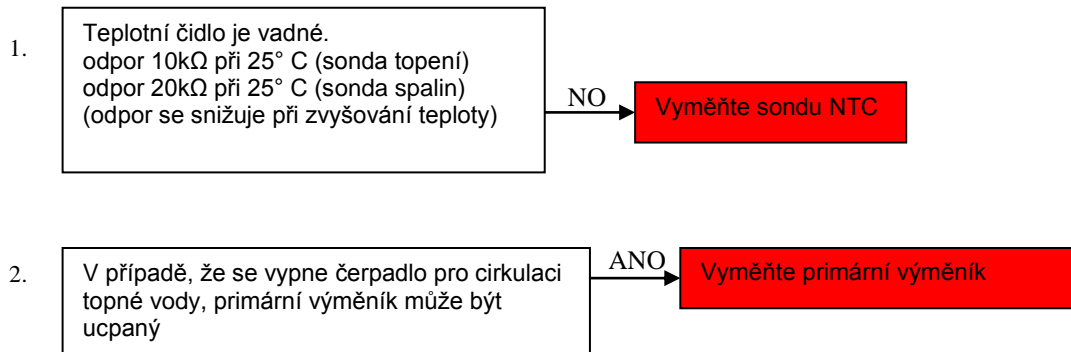 1.
Teplotní čidlo je vadné.
odpor 10kΩ při 25° C (sonda topení)
odpor 20kΩ při 25° C (sonda spalin)
(odpor se snižuje při zvyšování teploty)
NO
Vyměňte sondu NTC
2.
V případě, že se vypne čerpadlo pro cirkulaci
topné vody, primární výměník může být
ucpaný
ANO
Vyměňte primární výměník